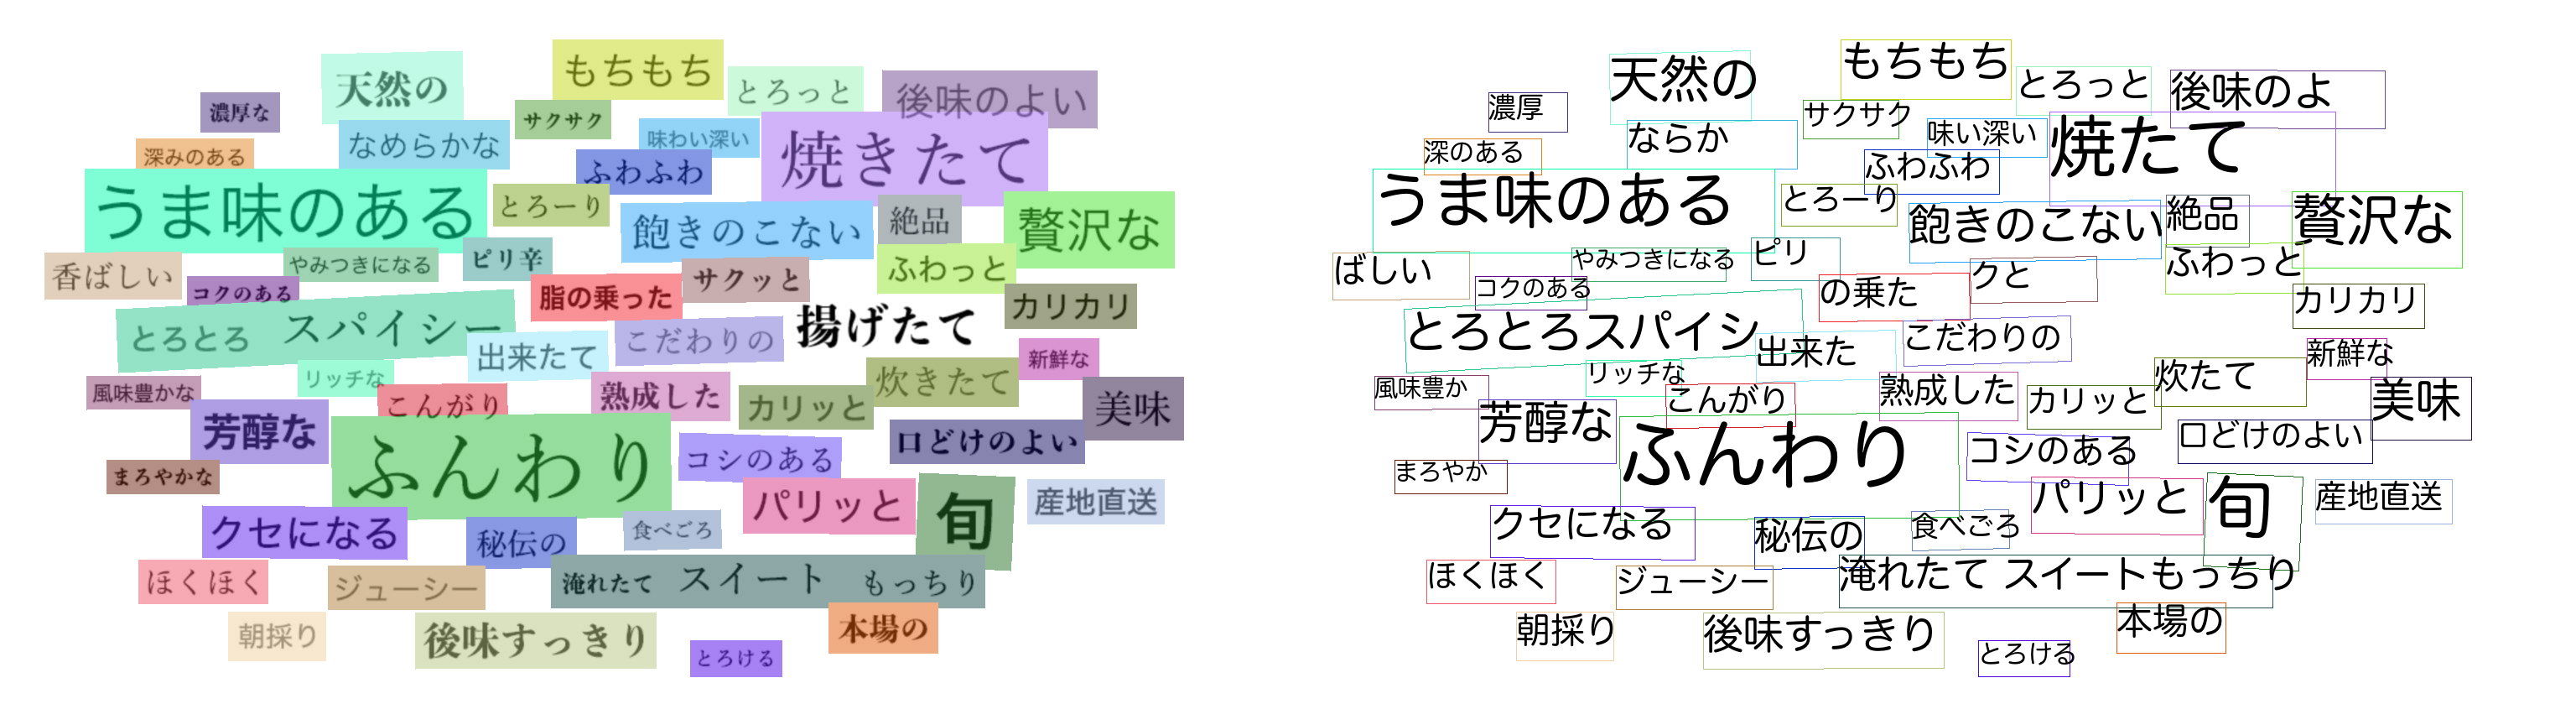 天然の
もちもち
とろっと
後味のよい
濃厚な
サクサク
なめらかな
味わい深い
焼きたて
深みのある
ふわふわ
うま味のある
とろーり
飽きのこない
絶品
贅沢な
香ばしい
やみつきになる
ピリ辛
サクッと
ふわっと
コクのある
脂の乗った
揚げたて
カリカリ
とろとろ スパイシー
出来たて
こだわりの
新鮮な
リッチな
炊きたて
風味豊かな
こんがり
熟成した
カリッと
美味
芳醇な
ふんわり
口どけのよい
コシのある
まろやかな
パリッと
旬
産地直送
クセになる
秘伝の
食べごろ
ほくほく
ジューシー
淹れたて スイート もっちり
朝採り
後味すっきり
本場の
とろける
天然の
もちもち
とろっと
後味のよ
濃厚
サクサク
ならか
味い深い
焼たて
深のある
ふわふわ
うま味のある
とろーり
飽きのこない
絶品
贅沢な
ばしい
やみつきになる
ピリ
クと
ふわっと
コクのある
の乗た
カリカリ
とろとろスパイシ
出来た
こだわりの
新鮮な
リッチな
炊たて
風味豊か
こんがり
熟成した
カリッと
美味
芳醇な
ふんわり
口どけのよい
コシのある
まろやか
パリッと
旬
産地直送
クセになる
秘伝の
食べごろ
ほくほく
ジューシー
淹れたて スイートもっちり
朝採り
後味すっきり
本場の
とろける